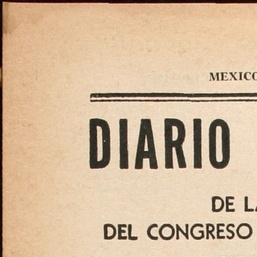 MEXICO
DIARIO
DE LA
DEL CONGRESO